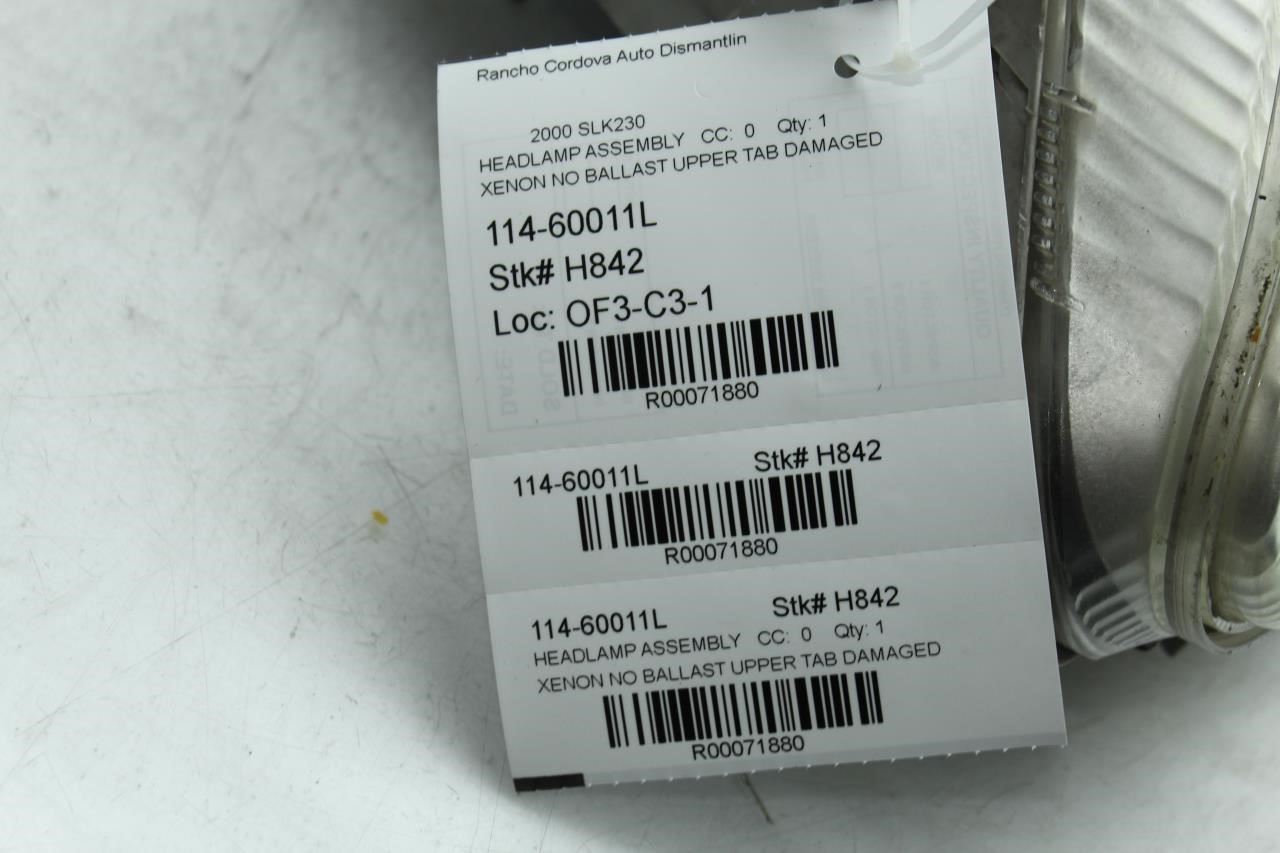 Rancho Cordova Auto Dismantlin
2000 SLK230
HEADLAMP ASSEMBLY CC: 0 Qty: 1
XENON NO BALLAST UPPER TAB DAMAGED
114-60011L
Stk# H842
Loc: OF3-C3-1
R00071880
114-60011L Stk# H842
R00071880
114-60011L Stk# H842
HEADLAMP ASSEMBLY CC: 0 Qty: 1
XENON NO BALLAST UPPER TAB DAMAGED
R00071880